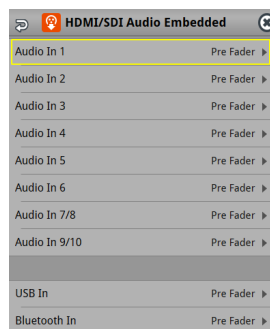 HDMI/SDI Audio Embedded
Audio In 1 Pre Fader
Audio In 2 Pre Fader
Audio In 3 Pre Fader
Audio In 4 Pre Fader
Audio In 5 Pre Fader
Audio In 6 Pre Fader
Audio In 7/8 Pre Fader
Audio In 9/10 Pre Fader
USB In Pre Fader
Bluetooth In Pre Fader